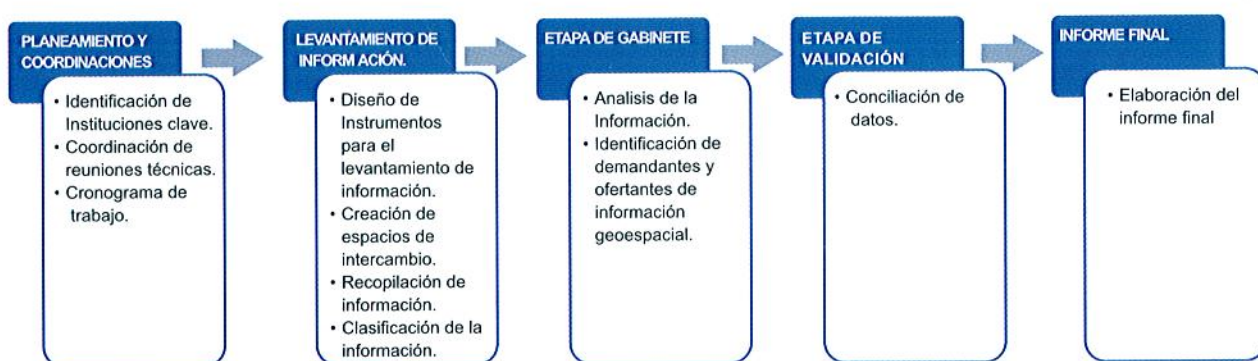 PLANEAMIENTO Y
COORDINACIONES
• Identificación de
Instituciones clave.
• Coordinación de
reuniones técnicas.
• Cronograma de
trabajo.
LEVANTAMIENTO DE
INFORM ACIÓN.
• Diseño de
Instrumentos
para el
levantamiento de
información.
• Creación de
espacios de
intercambio.
• Recopilación de
información.
• Clasificación de la
información.
ETAPA DE GABINETE
• Analisis de la
Información.
• Identificación de
demandantes y
ofertantes de
información
geoespacial.
ETAPA DE
VALIDACIÓN
• Conciliación de
datos.
INFORME FINAL
• Elaboración del
informe final